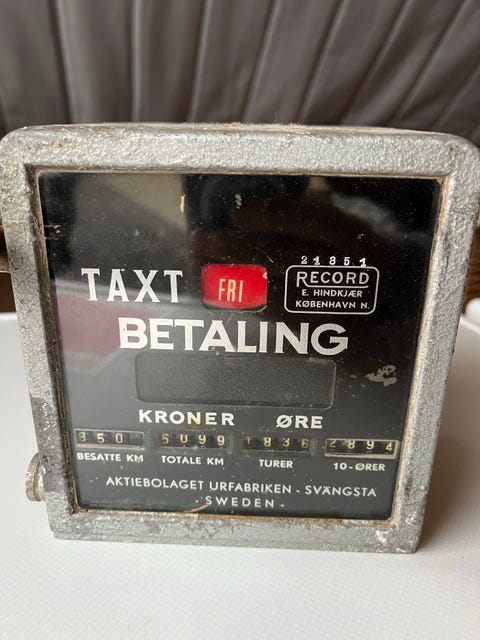 21851
RECORD
E. HINDKJÆR
KØBENHAVN N.
TAXT FRI
BETALING
KRONER ØRE
350 5099 1836 2894
BESATTE KM TOTALE KM TURER 10-ØRER
AKTIEBOLAGET URFABRIKEN - SVÄNGSTA
- SWEDEN -